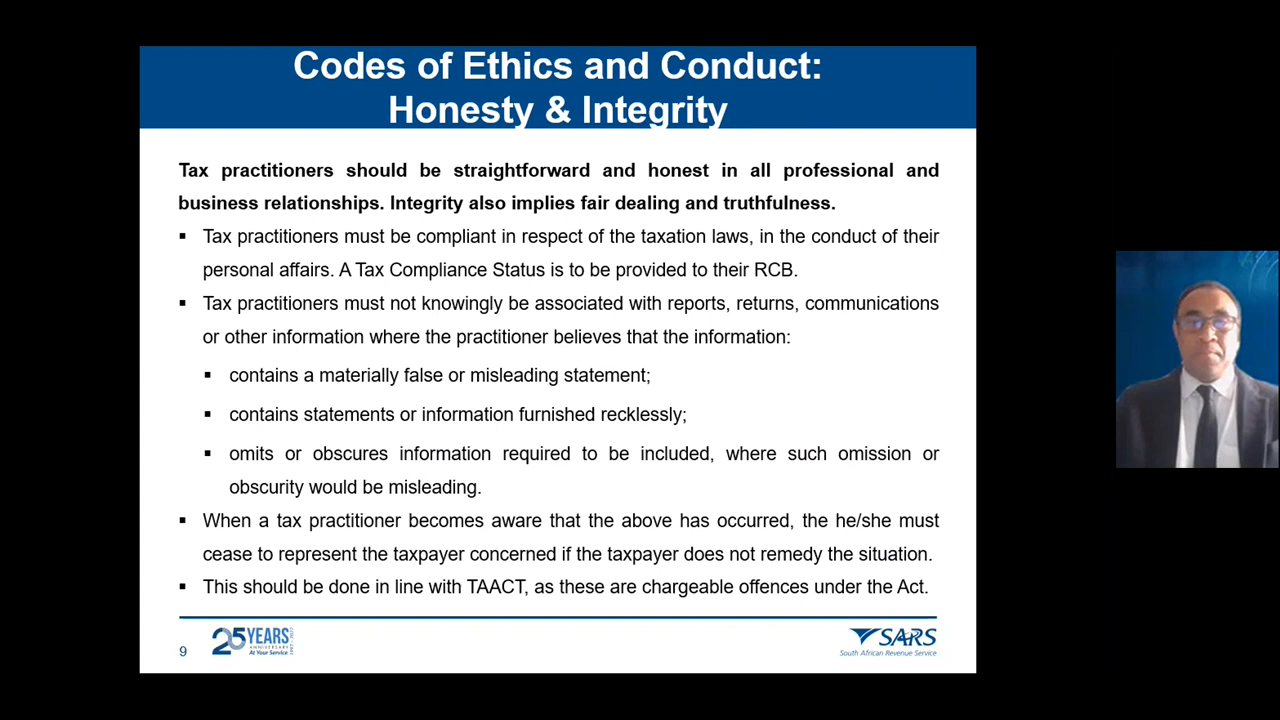 Codes of Ethics and Conduct:
Honesty & Integrity
Tax practitioners should be straightforward and honest in all professional and
business relationships. Integrity also implies fair dealing and truthfulness.
▪ Tax practitioners must be compliant in respect of the taxation laws, in the conduct of their
personal affairs. A Tax Compliance Status is to be provided to their RCB.
▪ Tax practitioners must not knowingly be associated with reports, returns, communications
or other information where the practitioner believes that the information:
▪ contains a materially false or misleading statement;
▪ contains statements or information furnished recklessly;
▪ omits or obscures information required to be included, where such omission or
obscurity would be misleading.
▪ When a tax practitioner becomes aware that the above has occurred, the he/she must
cease to represent the taxpayer concerned if the taxpayer does not remedy the situation.
▪ This should be done in line with TAACT, as these are chargeable offences under the Act.
9
25 YEARS
ANNIVERSARY
At Your Service
SARS
South African Revenue Service